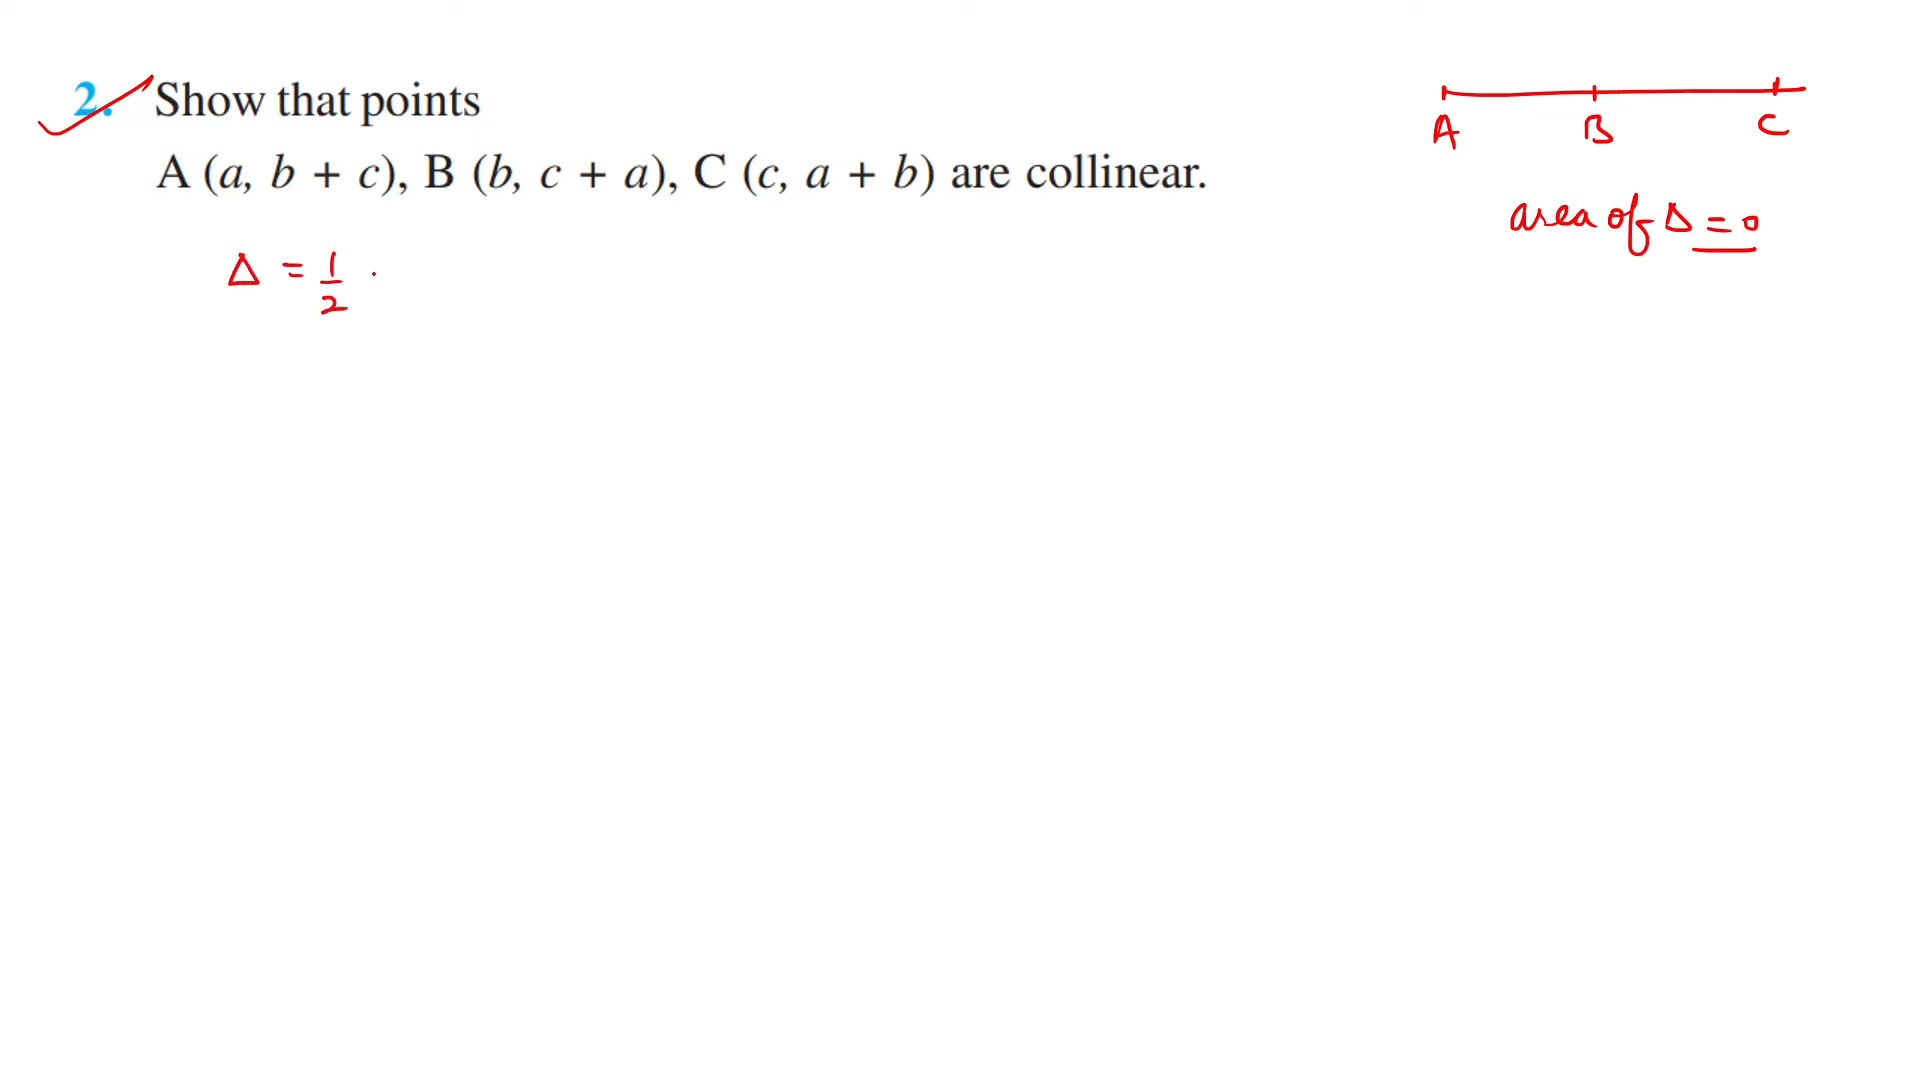 2. Show that points
A (a, b + c), B (b, c + a), C (c, a + b) are collinear.
A B C
area of Δ = 0
Δ = 1/2